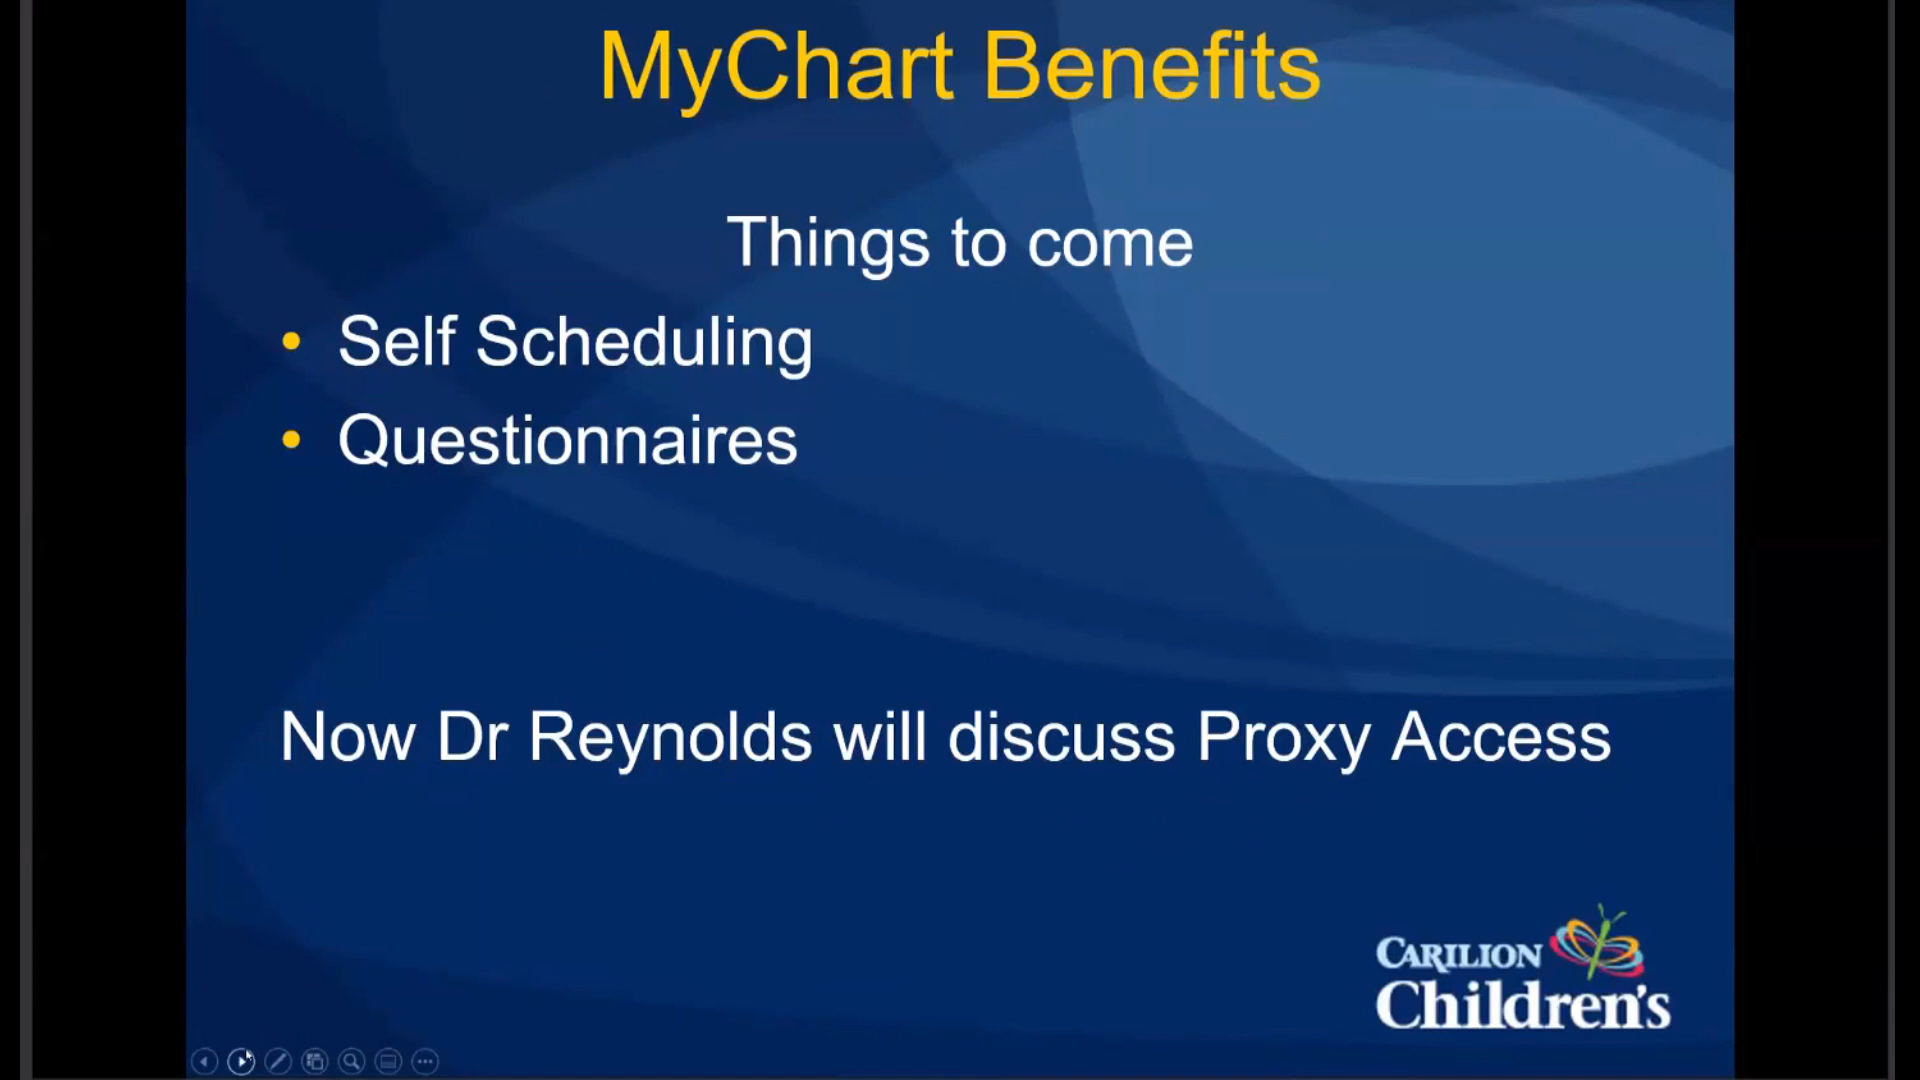 MyChart Benefits
Things to come
• Self Scheduling
• Questionnaires
Now Dr Reynolds will discuss Proxy Access
CARILION
Children's